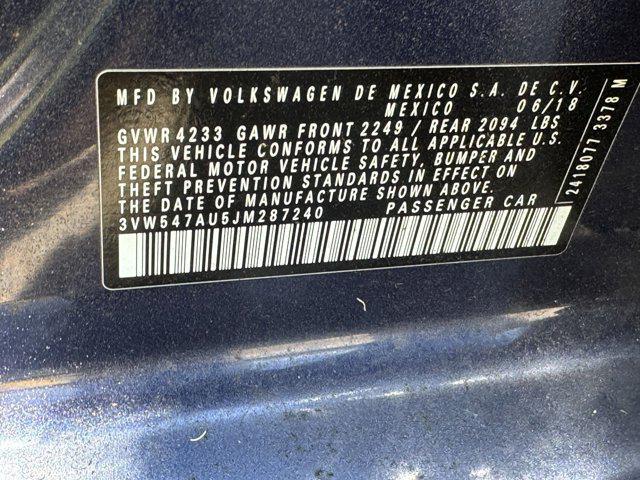 MFD BY VOLKSWAGEN DE MEXICO S.A. DE C.V.
MEXICO 06/18
GVWR 4233 GAWR FRONT 2249 / REAR 2094 LBS
THIS VEHICLE CONFORMS TO ALL APPLICABLE U.S.
FEDERAL MOTOR VEHICLE SAFETY, BUMPER AND
THEFT PREVENTION STANDARDS IN EFFECT ON
THE DATE OF MANUFACTURE SHOWN ABOVE.
3VW547AU5JM287240 PASSENGER CAR
2418077 3378 M